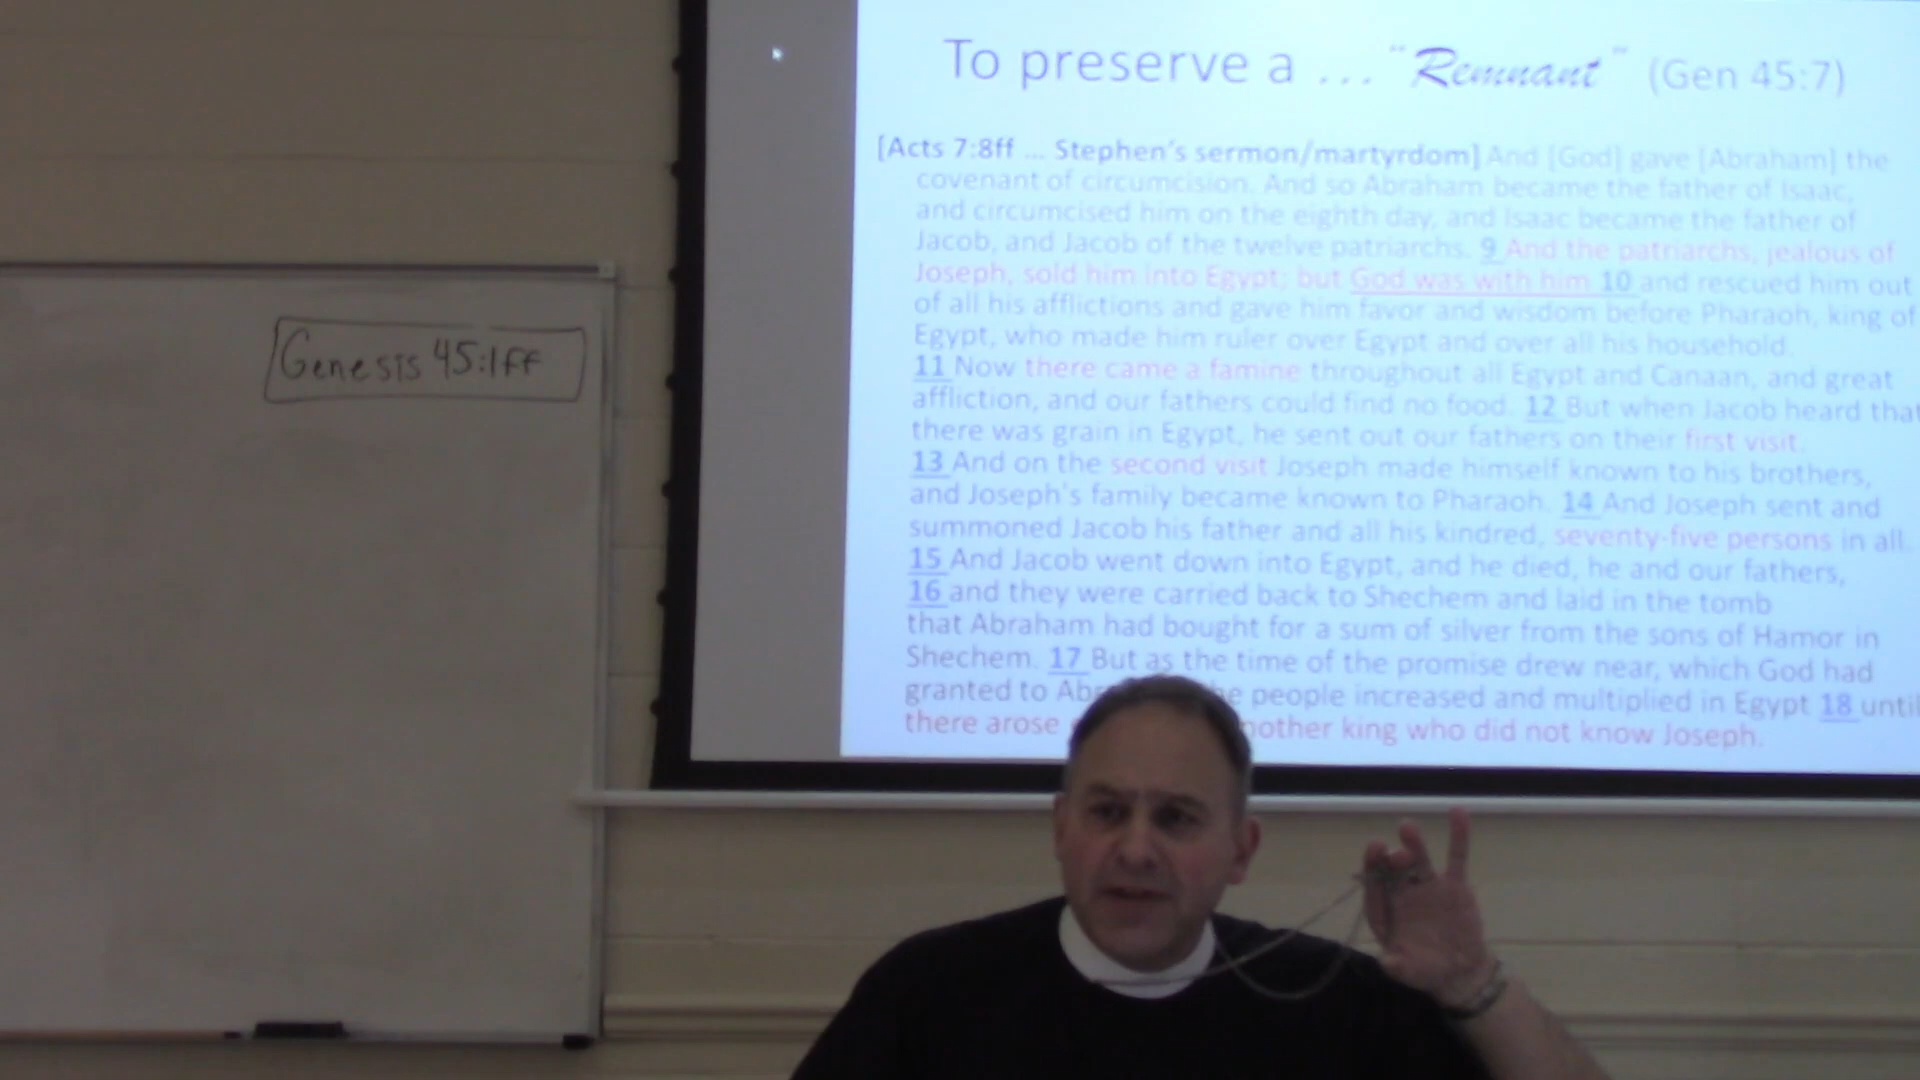 To preserve a ... "Remnant" (Gen 45:7)
[Acts 7:8ff ... Stephen's sermon/martyrdom] And [God] gave [Abraham] the
covenant of circumcision. And so Abraham became the father of Isaac,
and circumcised him on the eighth day, and Isaac became the father of
Jacob, and Jacob of the twelve patriarchs. 9 And the patriarchs, jealous of
Joseph, sold him into Egypt; but God was with him 10 and rescued him out
of all his afflictions and gave him favor and wisdom before Pharaoh, king of
Egypt, who made him ruler over Egypt and over all his household.
11 Now there came a famine throughout all Egypt and Canaan, and great
affliction, and our fathers could find no food. 12 But when Jacob heard that
there was grain in Egypt, he sent out our fathers on their first visit.
13 And on the second visit Joseph made himself known to his brothers,
and Joseph's family became known to Pharaoh. 14 And Joseph sent and
summoned Jacob his father and all his kindred, seventy-five persons in all.
15 And Jacob went down into Egypt, and he died, he and our fathers,
16 and they were carried back to Shechem and laid in the tomb
that Abraham had bought for a sum of silver from the sons of Hamor in
Shechem. 17 But as the time of the promise drew near, which God had
granted to people increased and multiplied in Egypt 18 until
there arose king who did not know Joseph.
Genesis 45:1ff